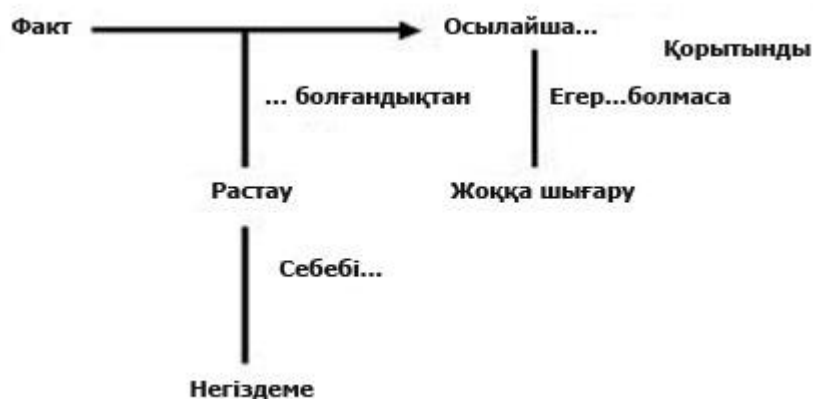 Факт
Осылайша...
Қорытынды
... болғандықтан
Егер...болмаса
Растау
Жоққа шығару
Себебі...
Негіздеме